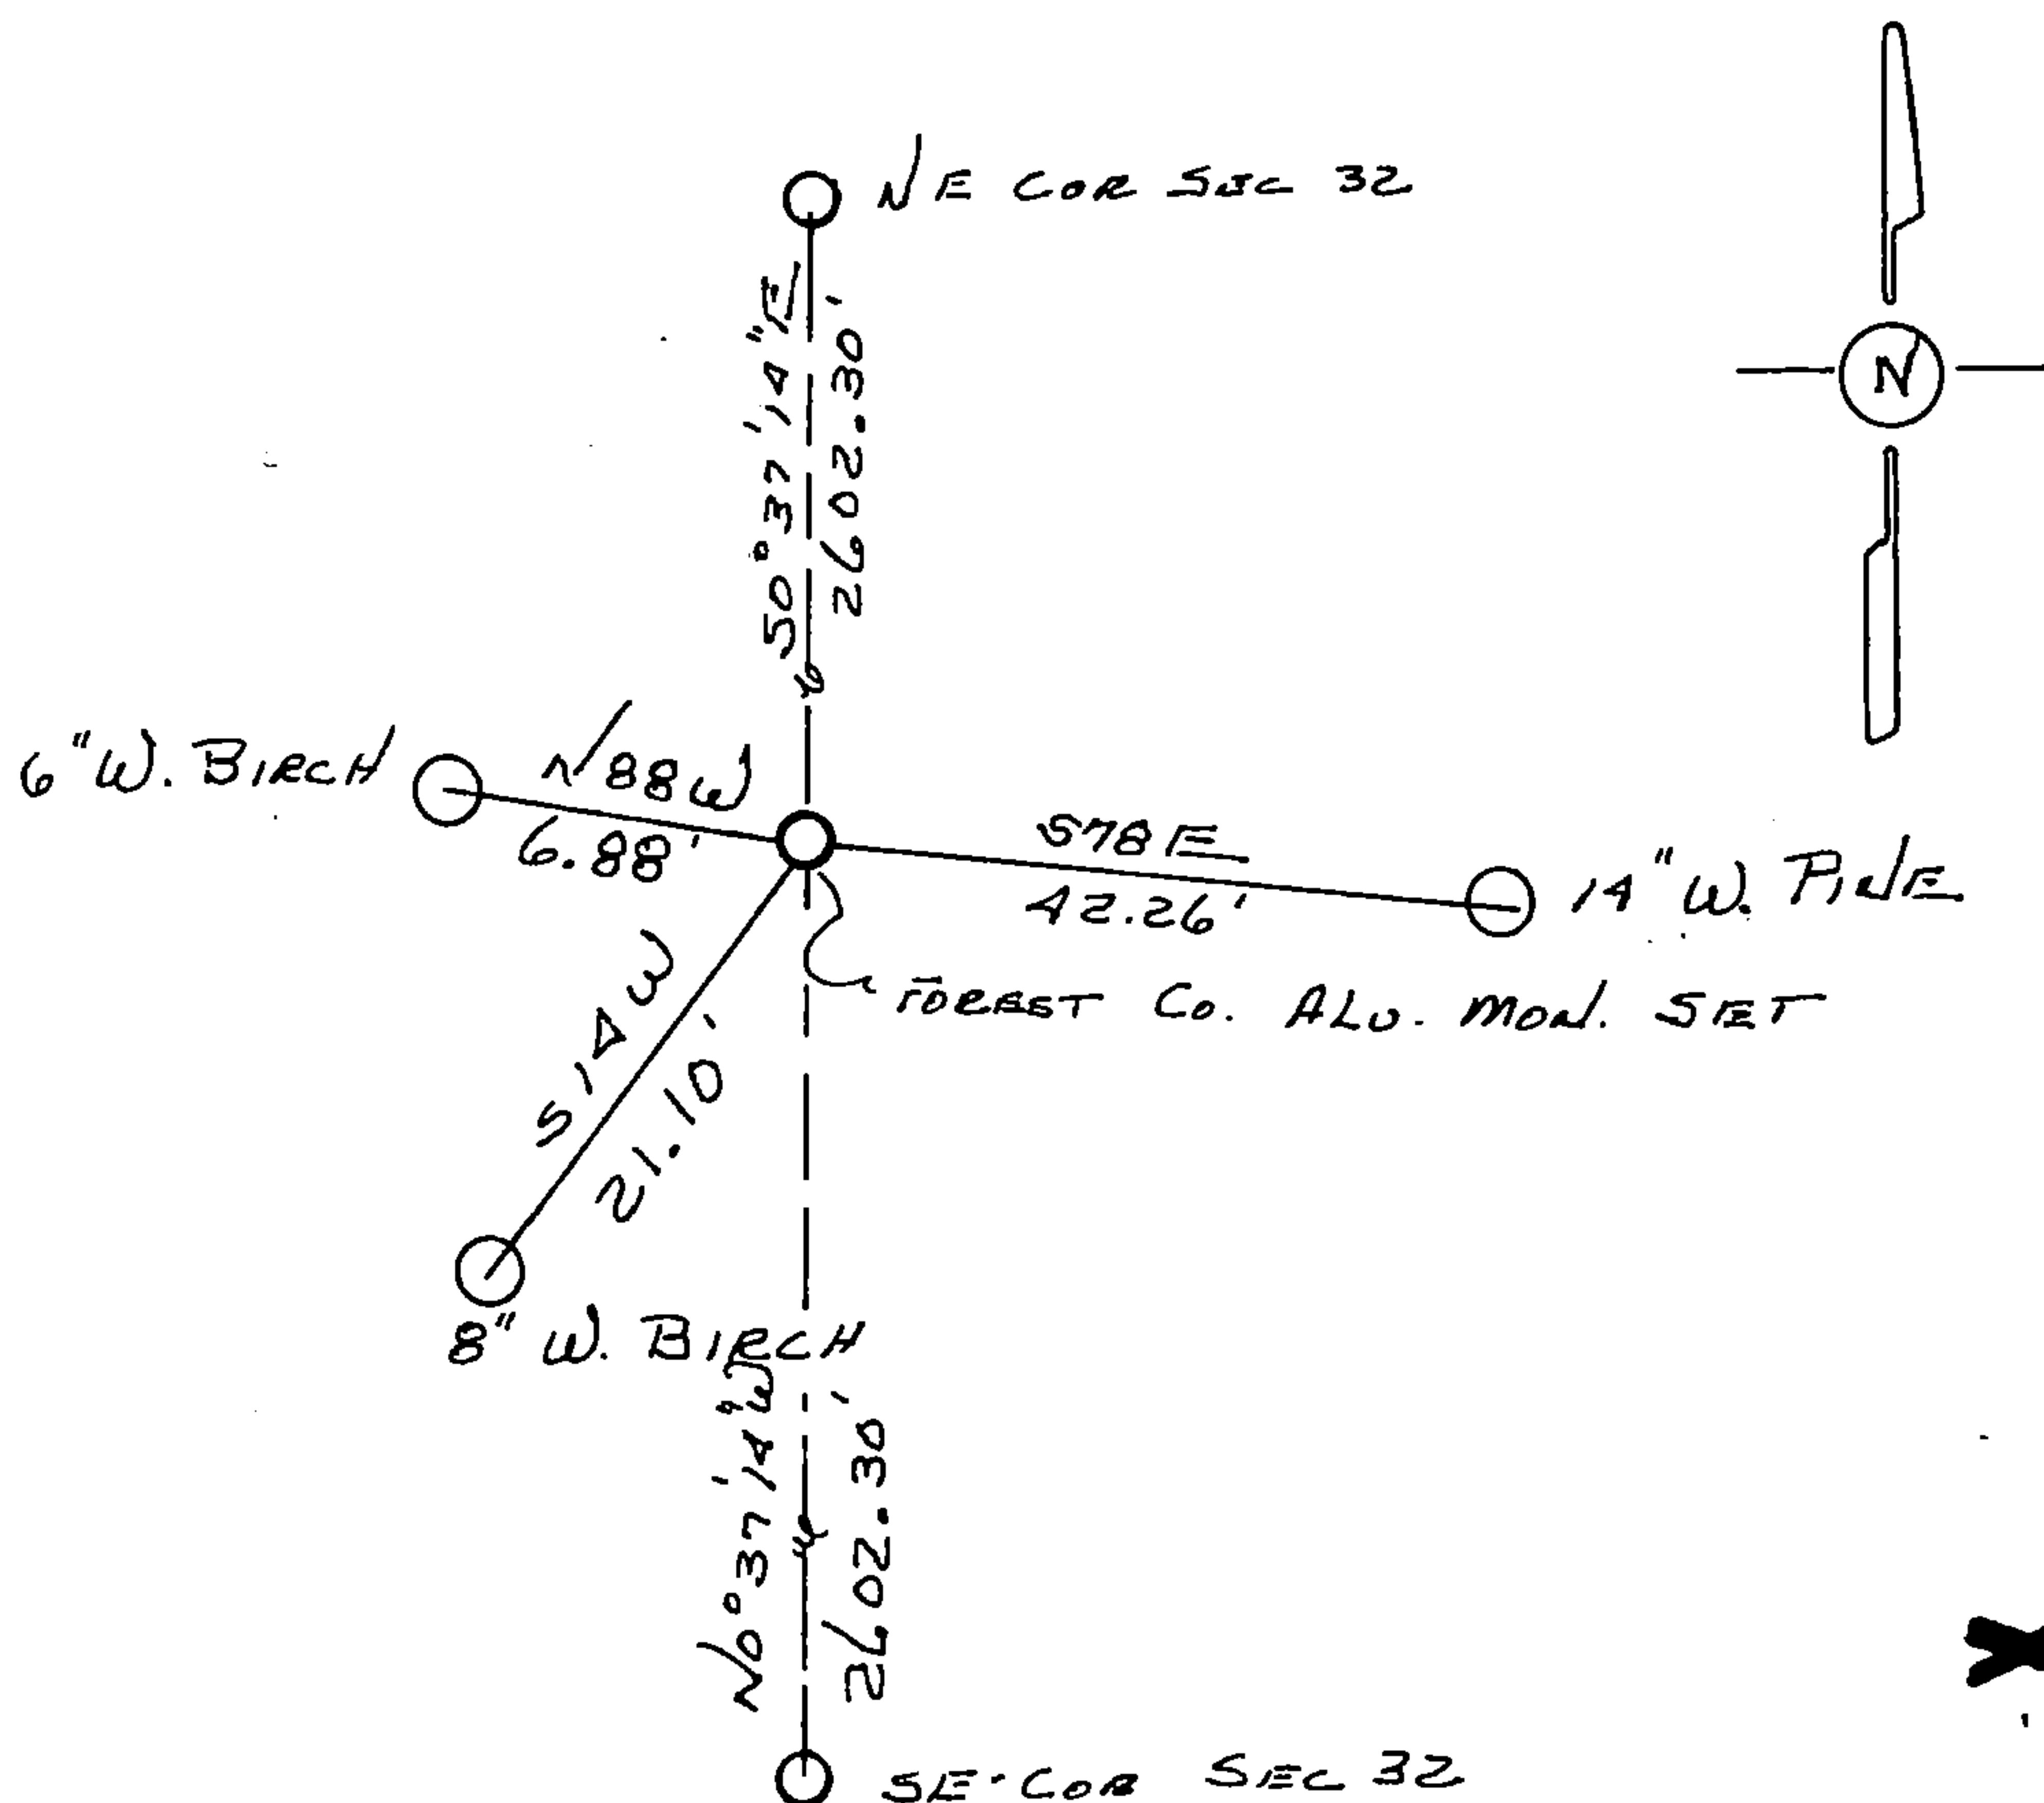 NE COR SEC 32
S0°37'14"E
2602.30'
N
6" W. BIRCH
N88W
6.88'
S78E
42.26'
14" W. PINE
FOREST CO. ALU. MON. SET
S14W
21.10'
8" W. BIRCH
N0°37'14"W
2602.30'
SE COR SEC 32